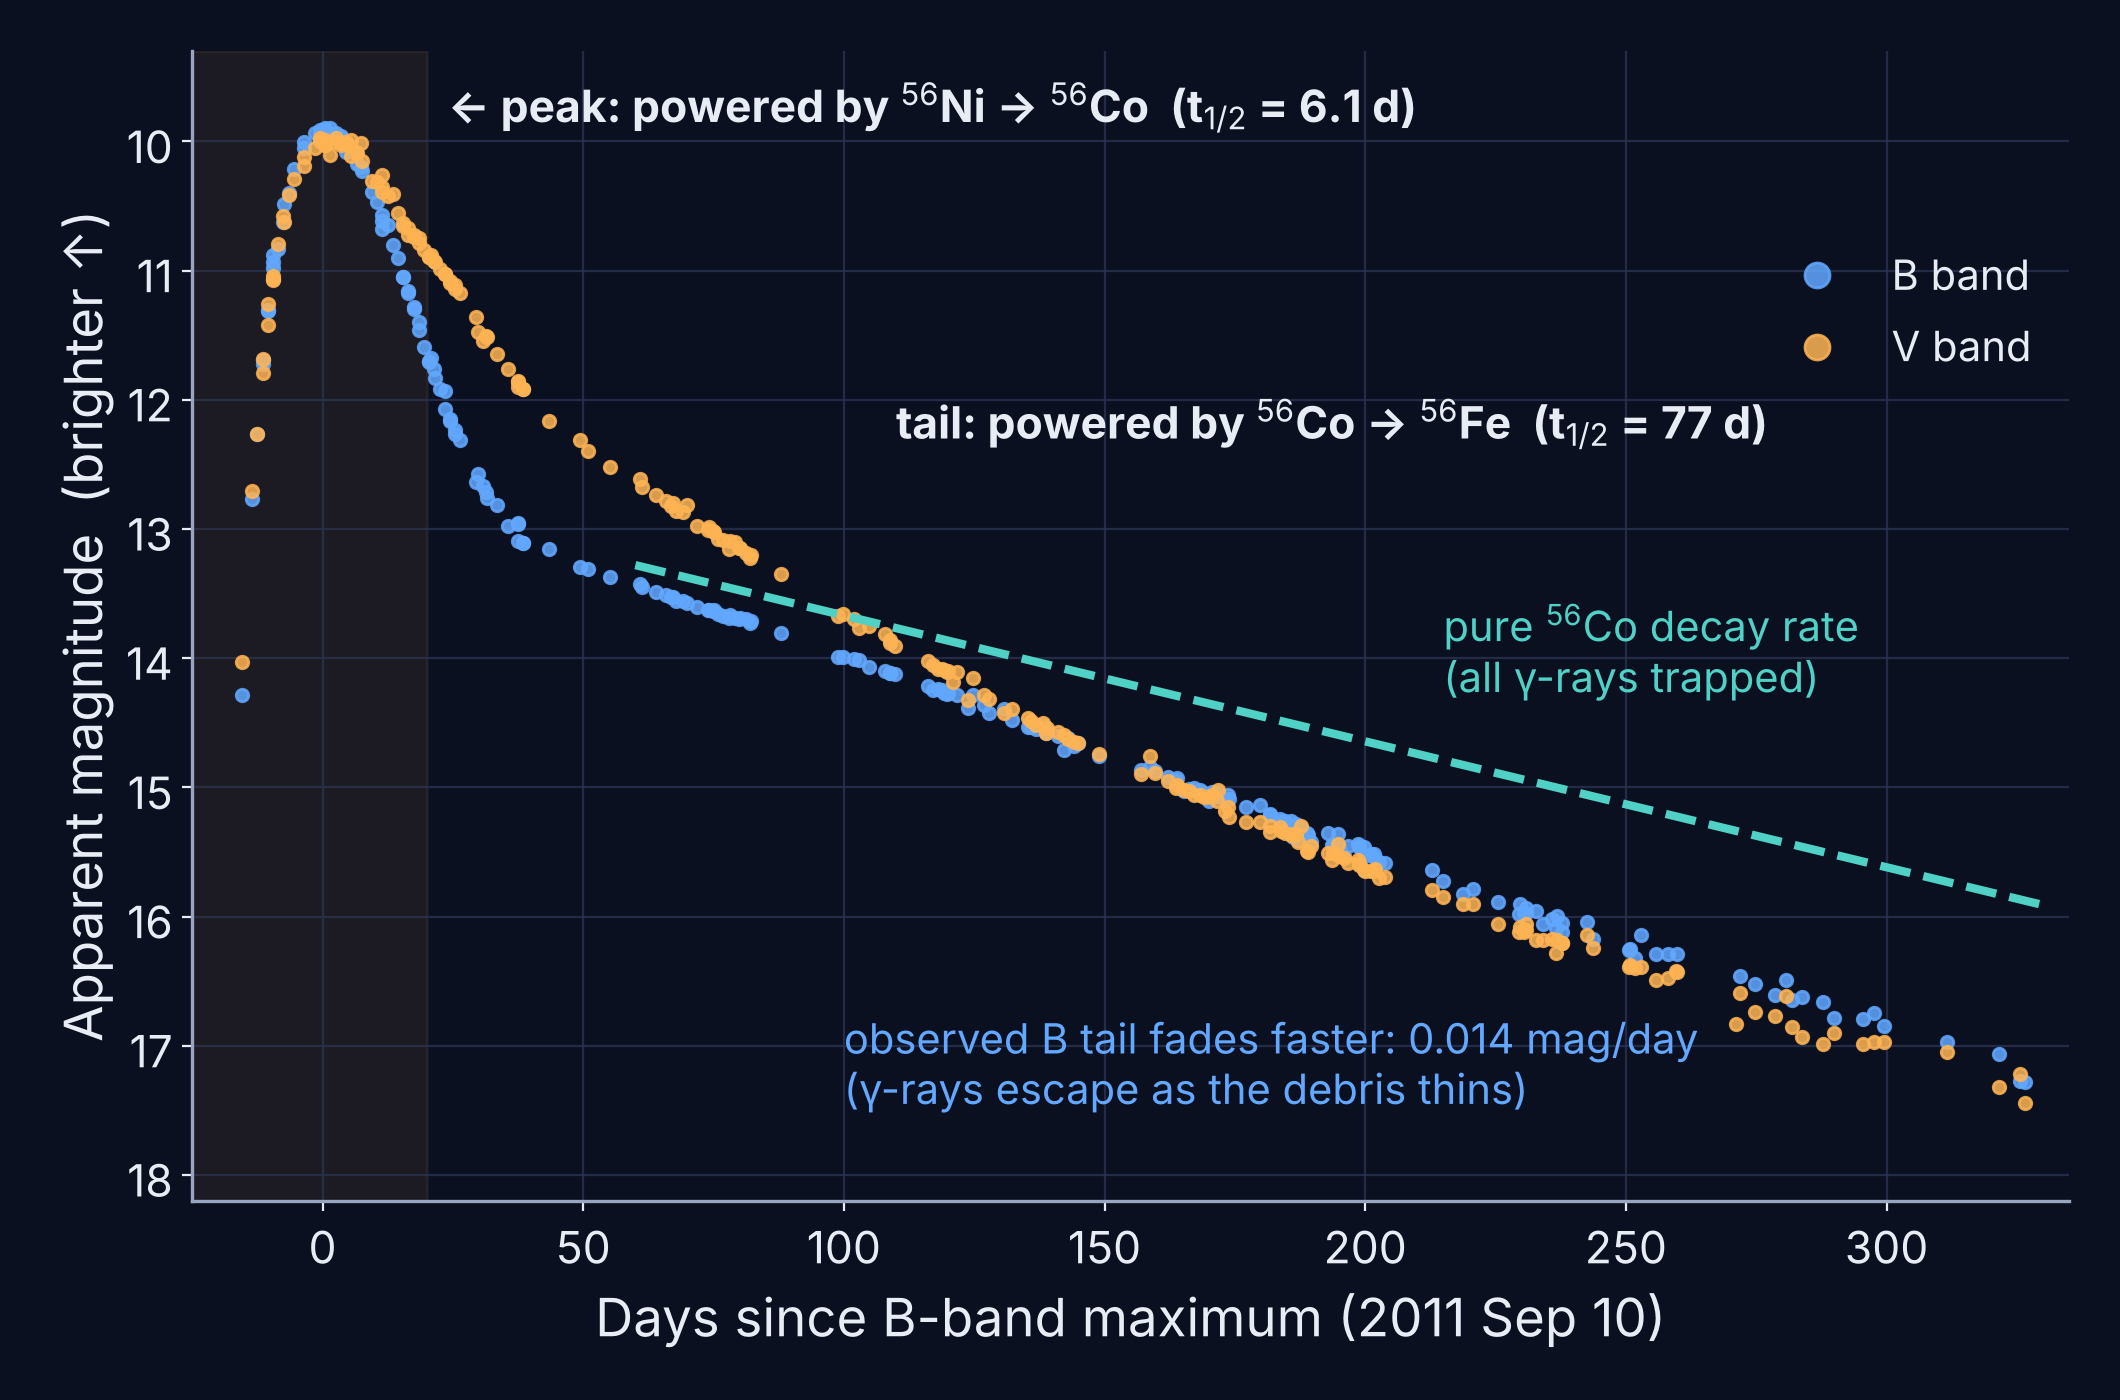 ← peak: powered by ⁵⁶Ni → ⁵⁶Co (t₁/₂ = 6.1 d)
B band
V band
tail: powered by ⁵⁶Co → ⁵⁶Fe (t₁/₂ = 77 d)
pure ⁵⁶Co decay rate
(all γ-rays trapped)
observed B tail fades faster: 0.014 mag/day
(γ-rays escape as the debris thins)
Apparent magnitude (brighter ↑)
10
11
12
13
14
15
16
17
18
0 50 100 150 200 250 300
Days since B-band maximum (2011 Sep 10)